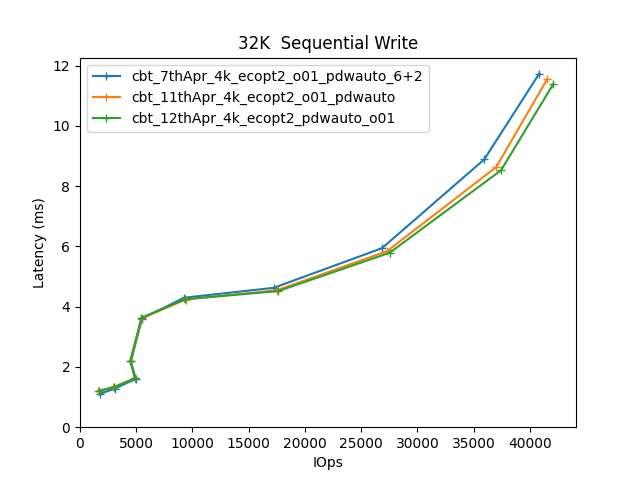 32K  Sequential Write
cbt_7thApr_4k_ecopt2_o01_pdwauto_6+2
cbt_11thApr_4k_ecopt2_o01_pdwauto
cbt_12thApr_4k_ecopt2_pdwauto_o01
Latency (ms)
12
10
8
6
4
2
0
0 5000 10000 15000 20000 25000 30000 35000 40000
IOps